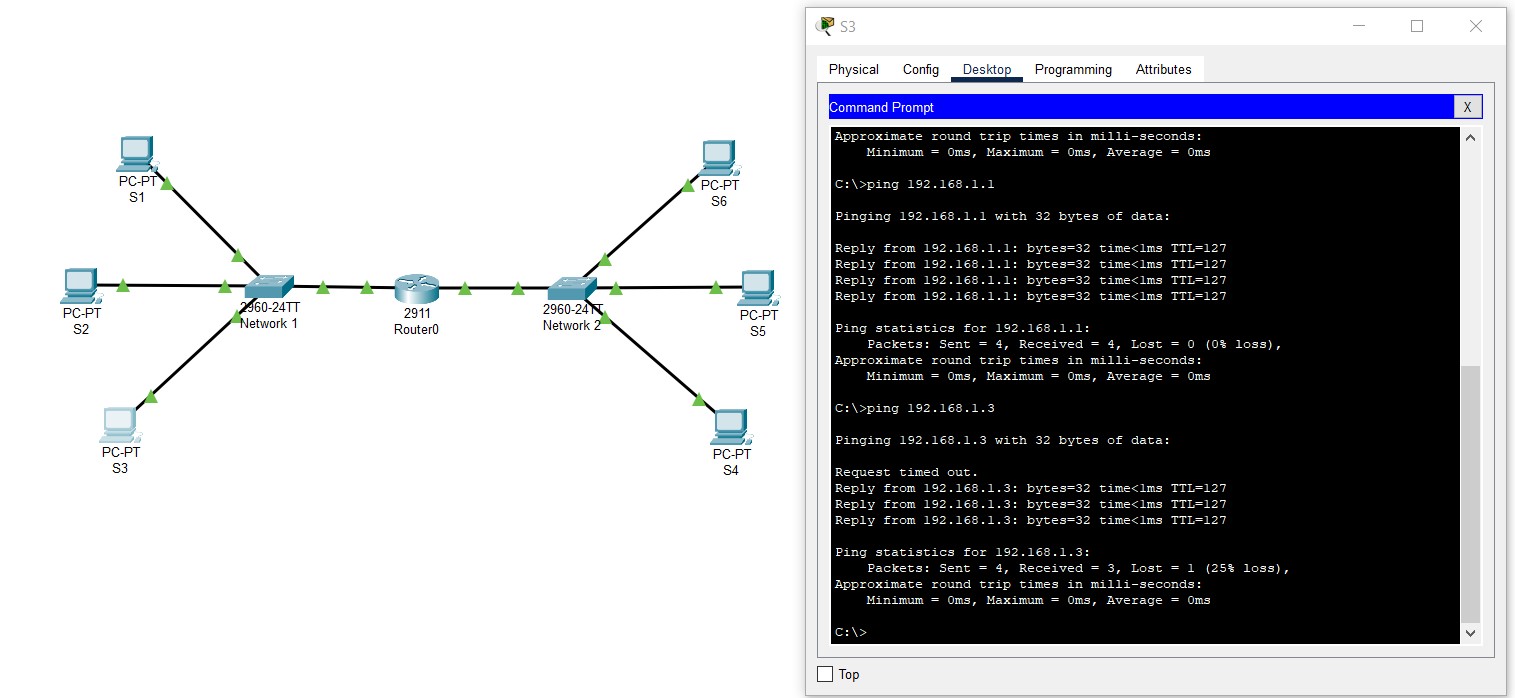 PC-PT
S1
PC-PT
S2
PC-PT
S3
2960-24TT
Network 1
2911
Router0
2960-24TT
Network 2
PC-PT
S6
PC-PT
S5
PC-PT
S4
S3
Physical Config Desktop Programming Attributes
Command Prompt X
Approximate round trip times in milli-seconds:
    Minimum = 0ms, Maximum = 0ms, Average = 0ms
C:\>ping 192.168.1.1
Pinging 192.168.1.1 with 32 bytes of data:
Reply from 192.168.1.1: bytes=32 time<1ms TTL=127
Reply from 192.168.1.1: bytes=32 time<1ms TTL=127
Reply from 192.168.1.1: bytes=32 time<1ms TTL=127
Reply from 192.168.1.1: bytes=32 time<1ms TTL=127
Ping statistics for 192.168.1.1:
    Packets: Sent = 4, Received = 4, Lost = 0 (0% loss),
Approximate round trip times in milli-seconds:
    Minimum = 0ms, Maximum = 0ms, Average = 0ms
C:\>ping 192.168.1.3
Pinging 192.168.1.3 with 32 bytes of data:
Request timed out.
Reply from 192.168.1.3: bytes=32 time<1ms TTL=127
Reply from 192.168.1.3: bytes=32 time<1ms TTL=127
Reply from 192.168.1.3: bytes=32 time<1ms TTL=127
Ping statistics for 192.168.1.3:
    Packets: Sent = 4, Received = 3, Lost = 1 (25% loss),
Approximate round trip times in milli-seconds:
    Minimum = 0ms, Maximum = 0ms, Average = 0ms
C:\>
Top